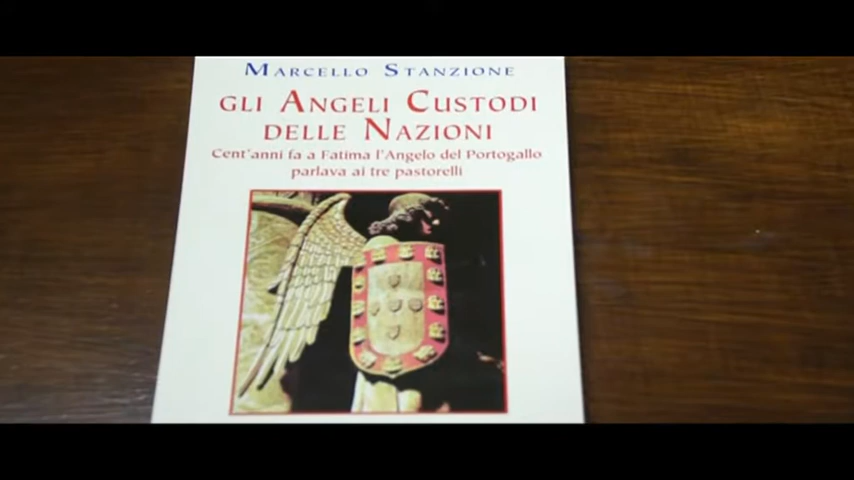 Marcello Stanzione
gli Angeli Custodi
delle Nazioni
Cent'anni fa a Fatima l'Angelo del Portogallo
parlava ai tre pastorelli